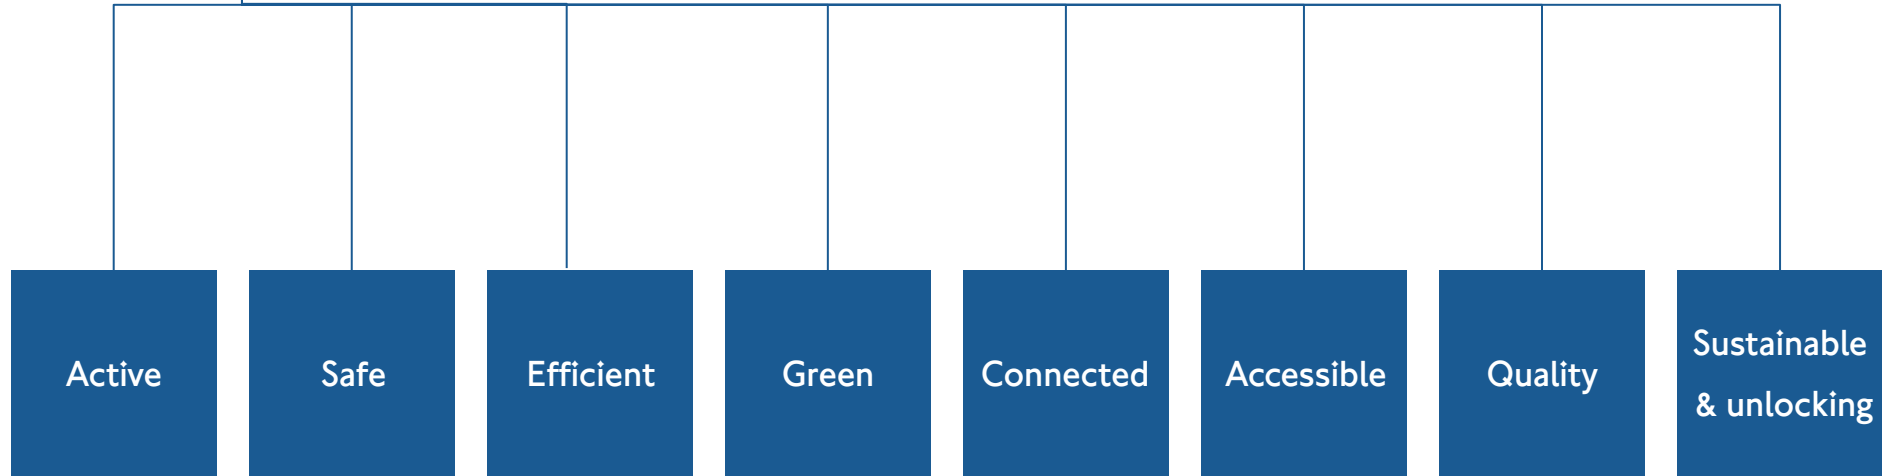 Active
Safe
Efficient
Green
Connected
Accessible
Quality
Sustainable
& unlocking